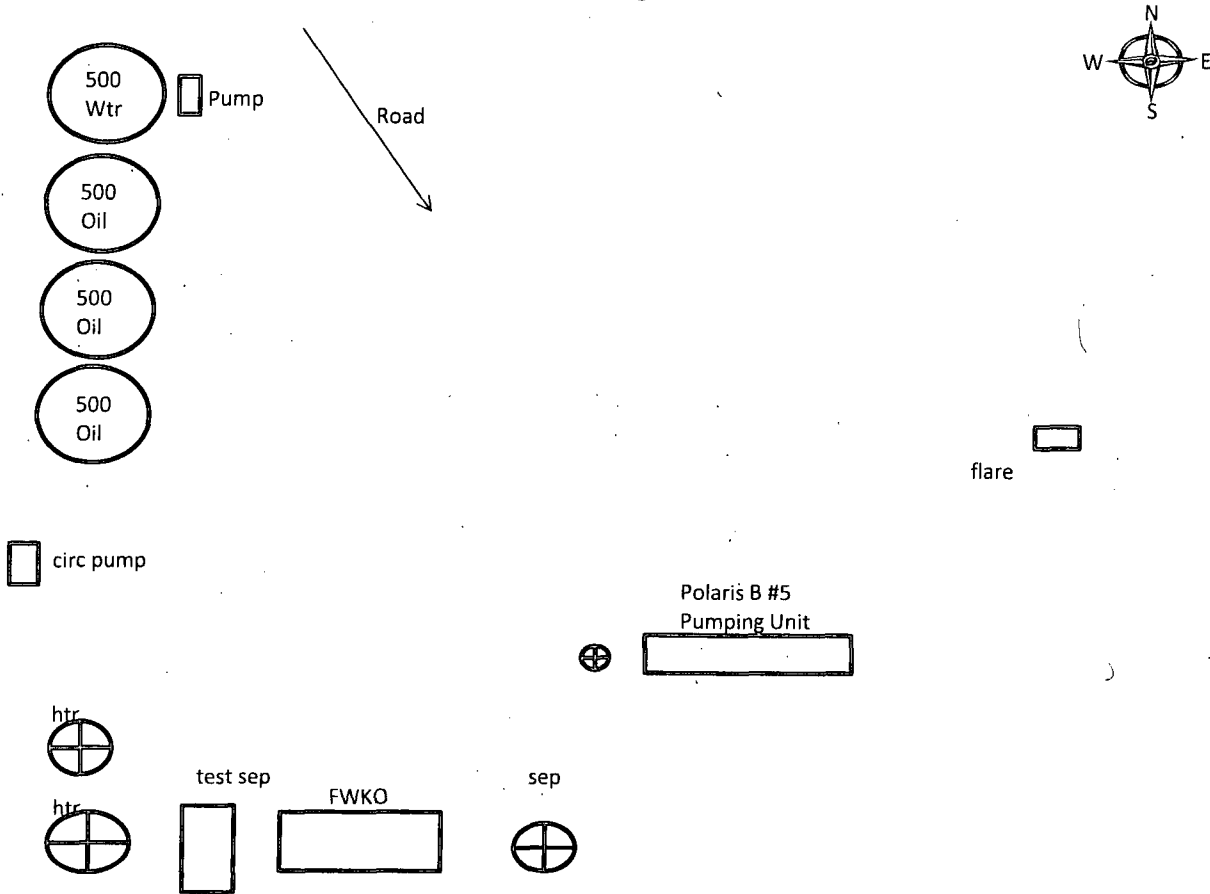 N
W
E
S
500
Wtr
Pump
Road
500
Oil
500
Oil
500
Oil
flare
circ pump
Polaris B #5
Pumping Unit
htr
test sep
sep
htr
FWKO